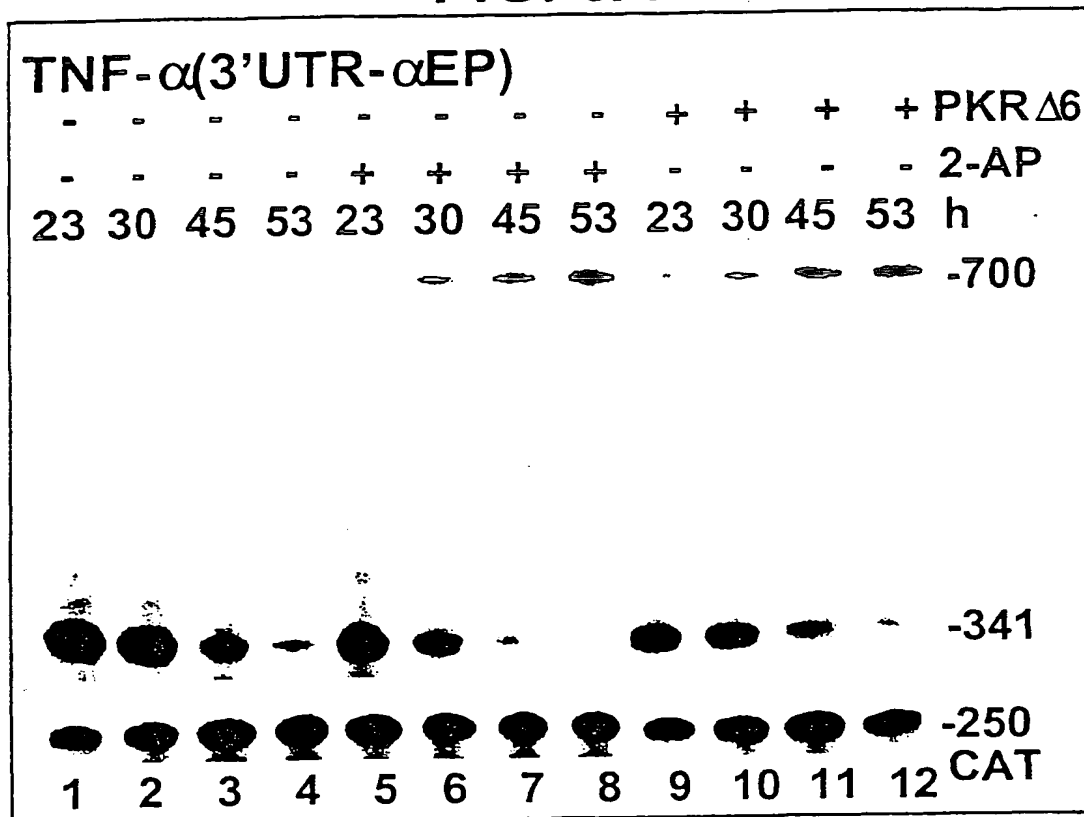 TNF-α(3'UTR-αEP)
- - - - - - - - + + + + PKRΔ6
- - - - + + + + - - - - 2-AP
23 30 45 53 23 30 45 53 23 30 45 53 h
-700
-341
-250
CAT
1 2 3 4 5 6 7 8 9 10 11 12